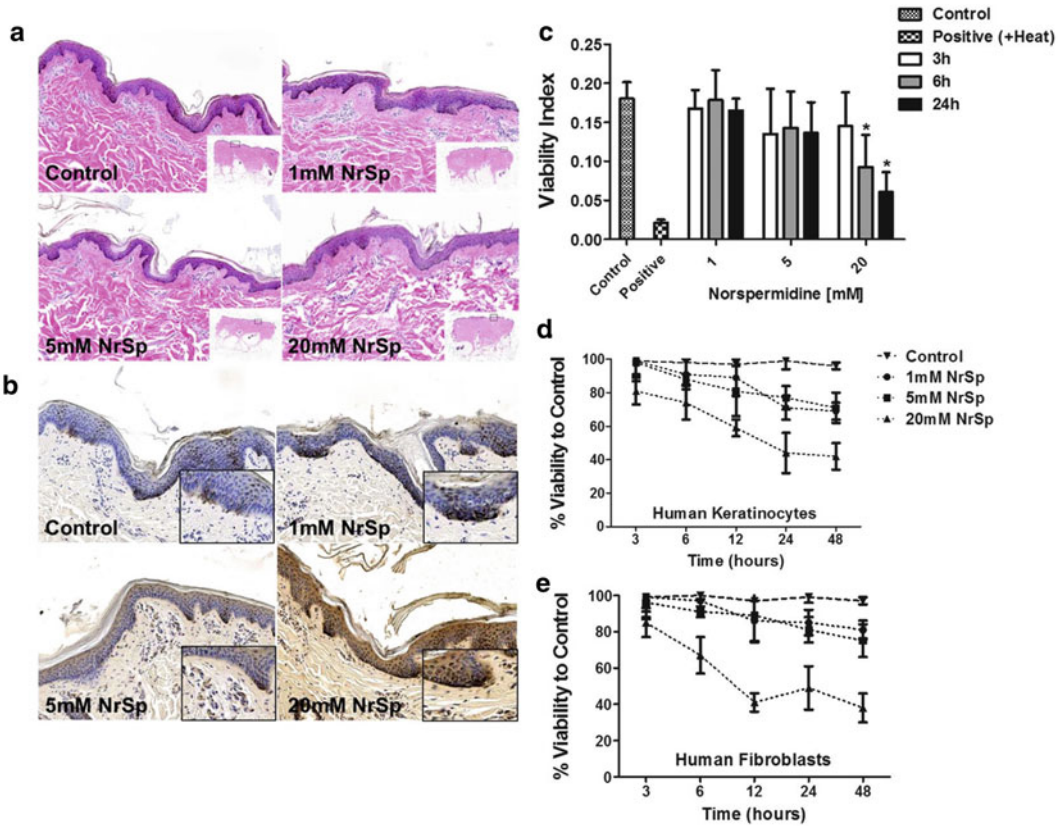 a
Control
1mM NrSp
5mM NrSp
20mM NrSp
b
Control
1mM NrSp
5mM NrSp
20mM NrSp
c
Control
Positive (+Heat)
3h
6h
24h
Viability Index
0.25
0.20
0.15
0.10
0.05
0.00
* *
Control
Positive
1
5
20
Norspermidine [mM]
d
% Viability to Control
100
80
60
40
20
0
Human Keratinocytes
3 6 12 24 48
Time (hours)
Control
1mM NrSp
5mM NrSp
20mM NrSp
e
% Viability to Control
100
80
60
40
20
0
Human Fibroblasts
3 6 12 24 48
Time (hours)